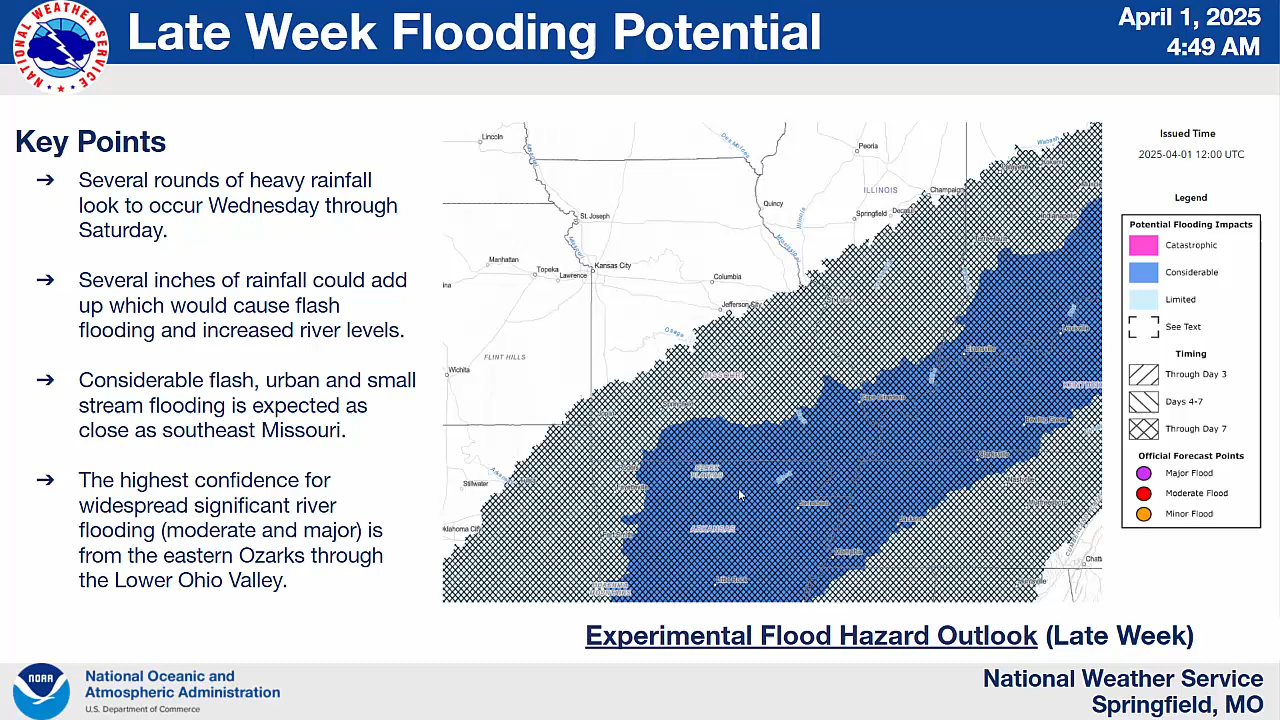 Late Week Flooding Potential
April 1, 2025
4:49 AM
NATIONAL WEATHER SERVICE
Key Points
➔ Several rounds of heavy rainfall
look to occur Wednesday through
Saturday.
➔ Several inches of rainfall could add
up which would cause flash
flooding and increased river levels.
➔ Considerable flash, urban and small
stream flooding is expected as
close as southeast Missouri.
➔ The highest confidence for
widespread significant river
flooding (moderate and major) is
from the eastern Ozarks through
the Lower Ohio Valley.
Lincoln
Des Moines
Peoria
Wabash
ILLINOIS
Champaign
Quincy
Springfield
St. Joseph
Manhattan
Topeka
Lawrence
Kansas City
Columbia
Jefferson City
Osage
FLINT HILLS
Wichita
Stillwater
Issued Time
2025-04-01 12:00 UTC
Legend
Potential Flooding Impacts
Catastrophic
Considerable
Limited
See Text
Timing
Through Day 3
Days 4-7
Through Day 7
Official Forecast Points
Major Flood
Moderate Flood
Minor Flood
Experimental Flood Hazard Outlook (Late Week)
NOAA
National Oceanic and
Atmospheric Administration
U.S. Department of Commerce
National Weather Service
Springfield, MO